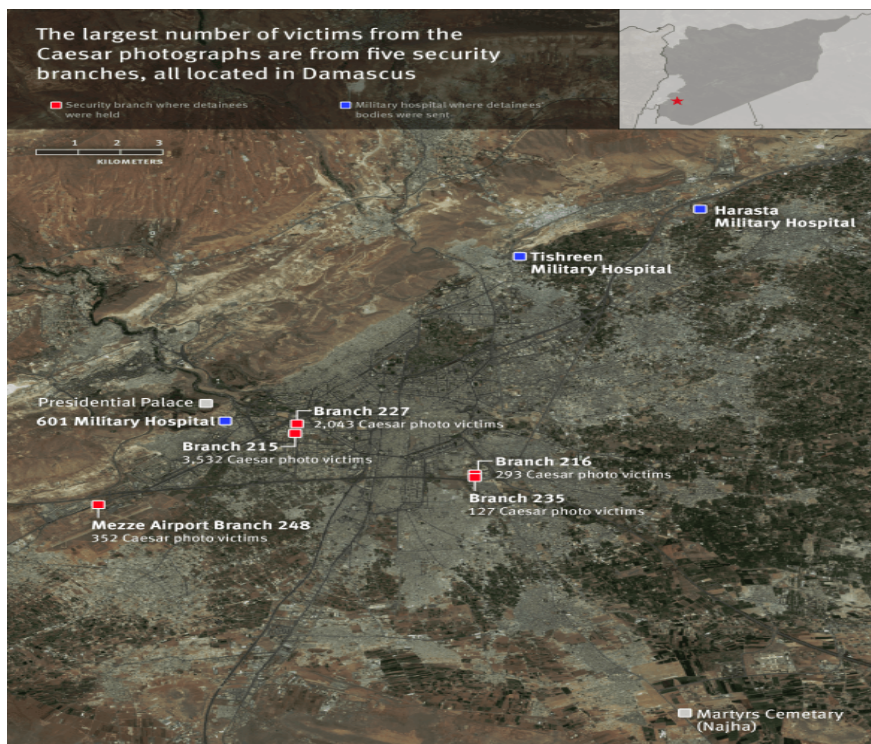 The largest number of victims from the
Caesar photographs are from five security
branches, all located in Damascus
Security branch where detainees
were held
Military hospital where detainees'
bodies were sent
1 2 3
KILOMETERS
Harasta
Military Hospital
Tishreen
Military Hospital
Presidential Palace
601 Military Hospital
Branch 227
2,043 Caesar photo victims
Branch 215
3,532 Caesar photo victims
Branch 216
293 Caesar photo victims
Branch 235
127 Caesar photo victims
Mezze Airport Branch 248
352 Caesar photo victims
Martyrs Cemetary
(Najha)